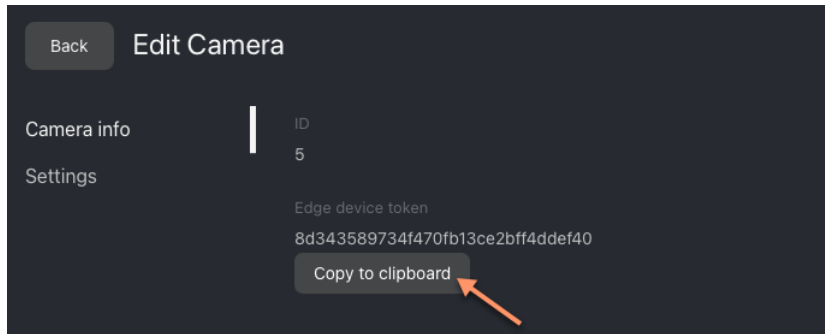 Back
Edit Camera
Camera info
Settings
ID
5
Edge device token
8d343589734f470fb13ce2bff4ddef40
Copy to clipboard